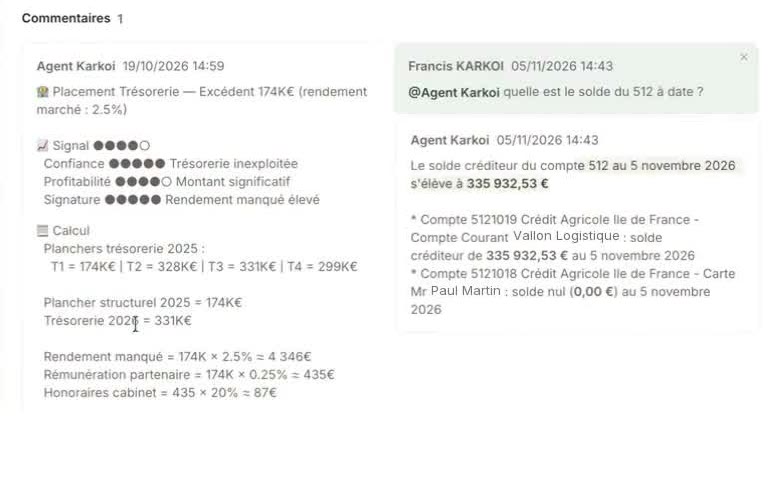 Commentaires 1
Agent Karkoi 19/10/2026 14:59
Placement Trésorerie — Excédent 174K€ (rendement
marché : 2.5%)
Signal ●●●●○
Confiance ●●●●● Trésorerie inexploitée
Profitabilité ●●●●○ Montant significatif
Signature ●●●●● Rendement manqué élevé
Calcul
Planchers trésorerie 2025 :
T1 = 174K€ | T2 = 328K€ | T3 = 331K€ | T4 = 299K€
Plancher structurel 2025 = 174K€
Trésorerie 2026 = 331K€
Rendement manqué = 174K × 2.5% ≈ 4 346€
Rémunération partenaire = 174K × 0.25% ≈ 435€
Honoraires cabinet = 435 × 20% ≈ 87€
Francis KARKOI 05/11/2026 14:43
@Agent Karkoi quelle est le solde du 512 à date ?
Agent Karkoi 05/11/2026 14:43
Le solde créditeur du compte 512 au 5 novembre 2026
s'élève à 335 932,53 €
* Compte 5121019 Crédit Agricole Ile de France -
Compte Courant Vallon Logistique : solde
créditeur de 335 932,53 € au 5 novembre 2026
* Compte 5121018 Crédit Agricole Ile de France - Carte
Mr Paul Martin : solde nul (0,00 €) au 5 novembre
2026